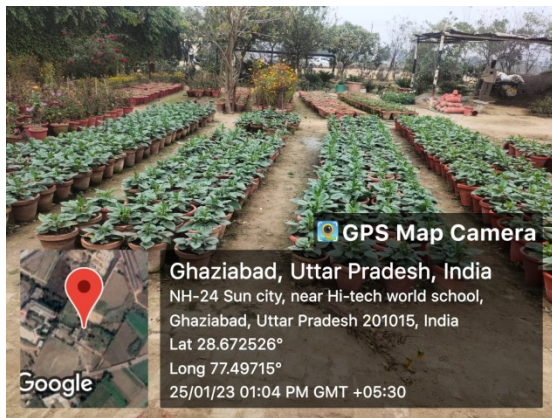 GPS Map Camera
Ghaziabad, Uttar Pradesh, India
NH-24 Sun city, near Hi-tech world school,
Ghaziabad, Uttar Pradesh 201015, India
Lat 28.672526°
Long 77.49715°
25/01/23 01:04 PM GMT +05:30
Google